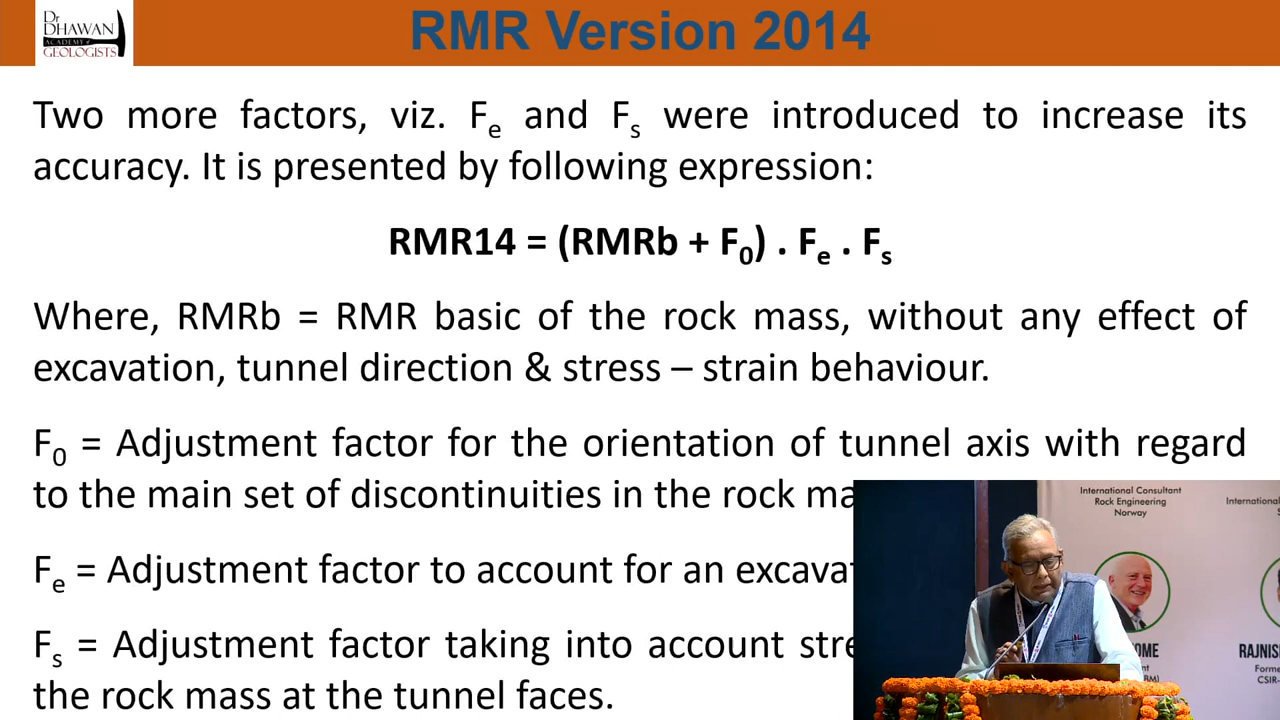 Dr
DHAWAN
ACADEMY of
GEOLOGISTS
RMR Version 2014
Two more factors, viz. Fe and Fs were introduced to increase its
accuracy. It is presented by following expression:
RMR14 = (RMRb + F0) . Fe . Fs
Where, RMRb = RMR basic of the rock mass, without any effect of
excavation, tunnel direction & stress – strain behaviour.
F0 = Adjustment factor for the orientation of tunnel axis with regard
to the main set of discontinuities in the rock ma
Fe = Adjustment factor to account for an excava
Fs = Adjustment factor taking into account stre
the rock mass at the tunnel faces.
International Consultant
Rock Engineering
Norway
International
OME
RAJNIS
Forme
CSIR-